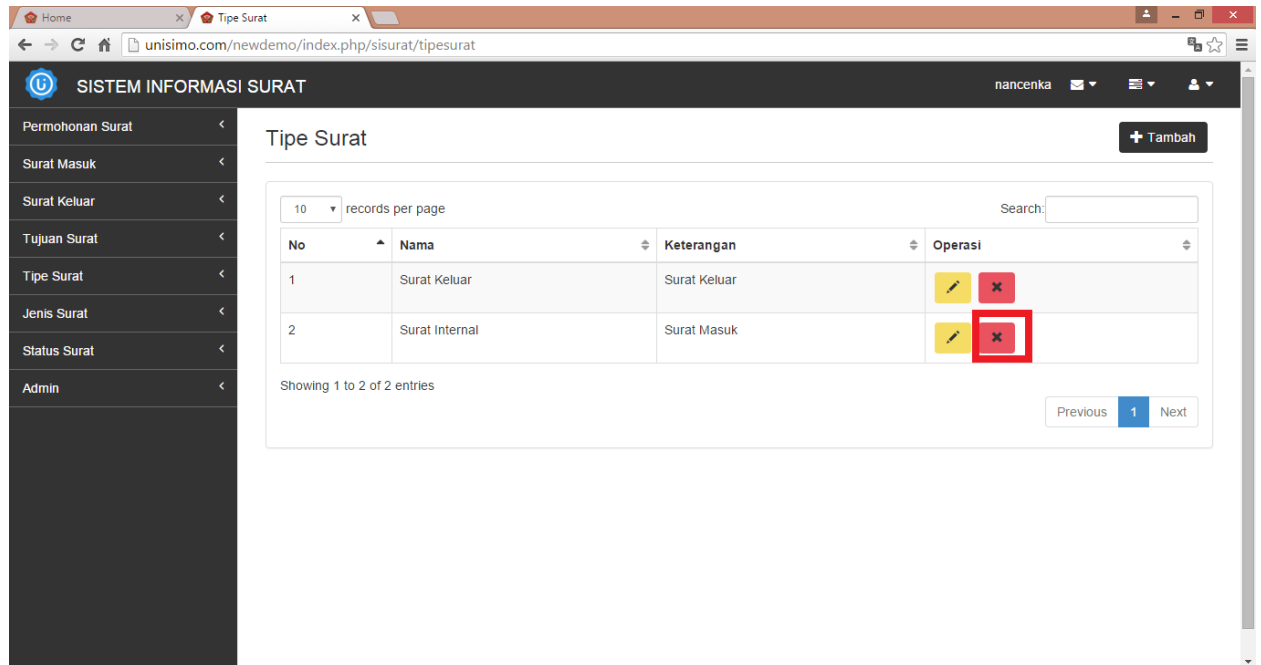 Home
Tipe Surat
unisimo.com/newdemo/index.php/sisurat/tipesurat
SISTEM INFORMASI SURAT
nancenka
Permohonan Surat
Surat Masuk
Surat Keluar
Tujuan Surat
Tipe Surat
Jenis Surat
Status Surat
Admin
Tipe Surat
Tambah
10 records per page
Search:
No Nama Keterangan Operasi
1 Surat Keluar Surat Keluar
2 Surat Internal Surat Masuk
Showing 1 to 2 of 2 entries
Previous 1 Next